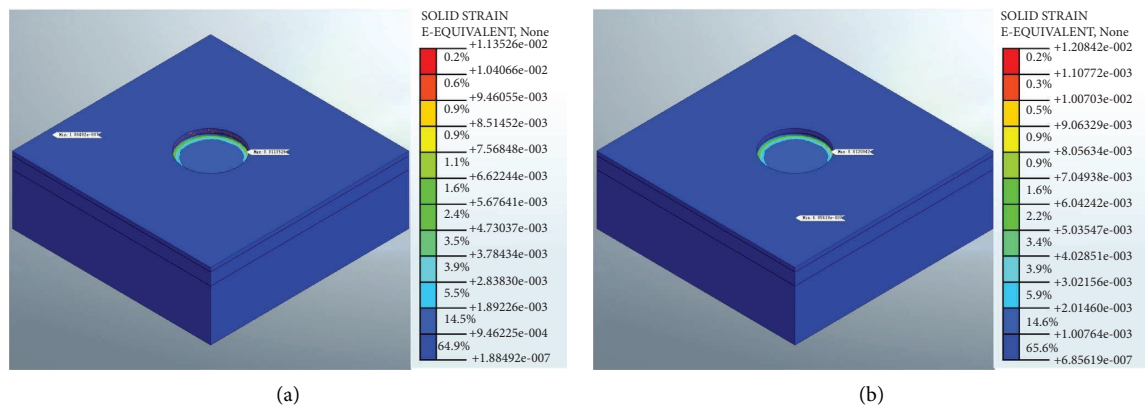 SOLID STRAIN
E-EQUIVALENT, None
+1.13526e-002
0.2%
+1.04066e-002
0.6%
+9.46055e-003
0.9%
+8.51452e-003
0.9%
+7.56848e-003
1.1%
+6.62244e-003
1.6%
+5.67641e-003
2.4%
+4.73037e-003
3.5%
+3.78434e-003
3.9%
+2.83830e-003
5.5%
+1.89226e-003
14.5%
+9.46225e-004
64.9%
+1.88492e-007
(a)
SOLID STRAIN
E-EQUIVALENT, None
+1.20842e-002
0.2%
+1.10772e-002
0.3%
+1.00703e-002
0.5%
+9.06329e-003
0.9%
+8.05634e-003
0.9%
+7.04938e-003
1.6%
+6.04242e-003
2.2%
+5.03547e-003
3.4%
+4.02851e-003
3.9%
+3.02156e-003
5.9%
+2.01460e-003
14.6%
+1.00764e-003
65.6%
+6.85619e-007
(b)